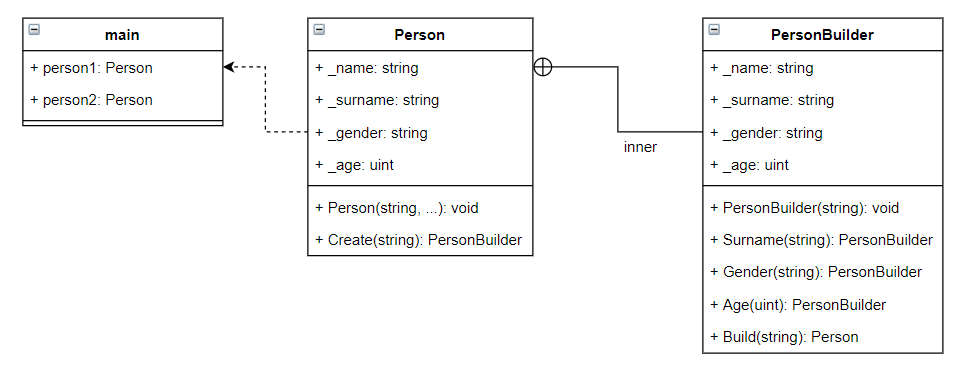 main
+ person1: Person
+ person2: Person
Person
+ _name: string
+ _surname: string
+ _gender: string
+ _age: uint
+ Person(string, ...): void
+ Create(string): PersonBuilder
inner
PersonBuilder
+ _name: string
+ _surname: string
+ _gender: string
+ _age: uint
+ PersonBuilder(string): void
+ Surname(string): PersonBuilder
+ Gender(string): PersonBuilder
+ Age(uint): PersonBuilder
+ Build(string): Person